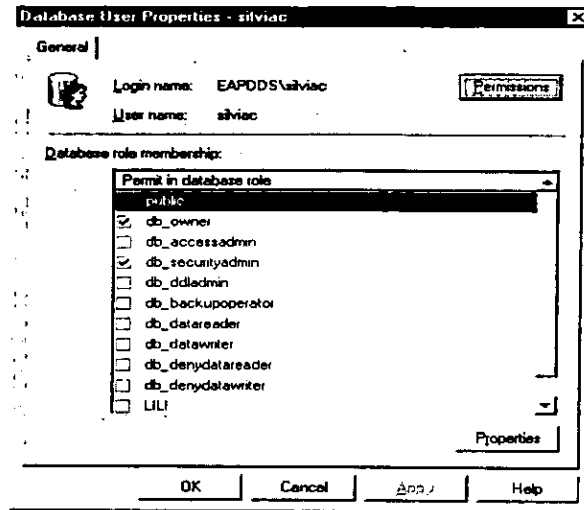 Database User Properties - silviac
General
Login name: EAPDDS\silviac
Permissions
User name: silviac
Database role membership:
Permit in database role
public
db_owner
db_accessadmin
db_securityadmin
db_ddladmin
db_backupoperator
db_datareader
db_datawriter
db_denydatareader
db_denydatawriter
Properties
OK Cancel Apply Help